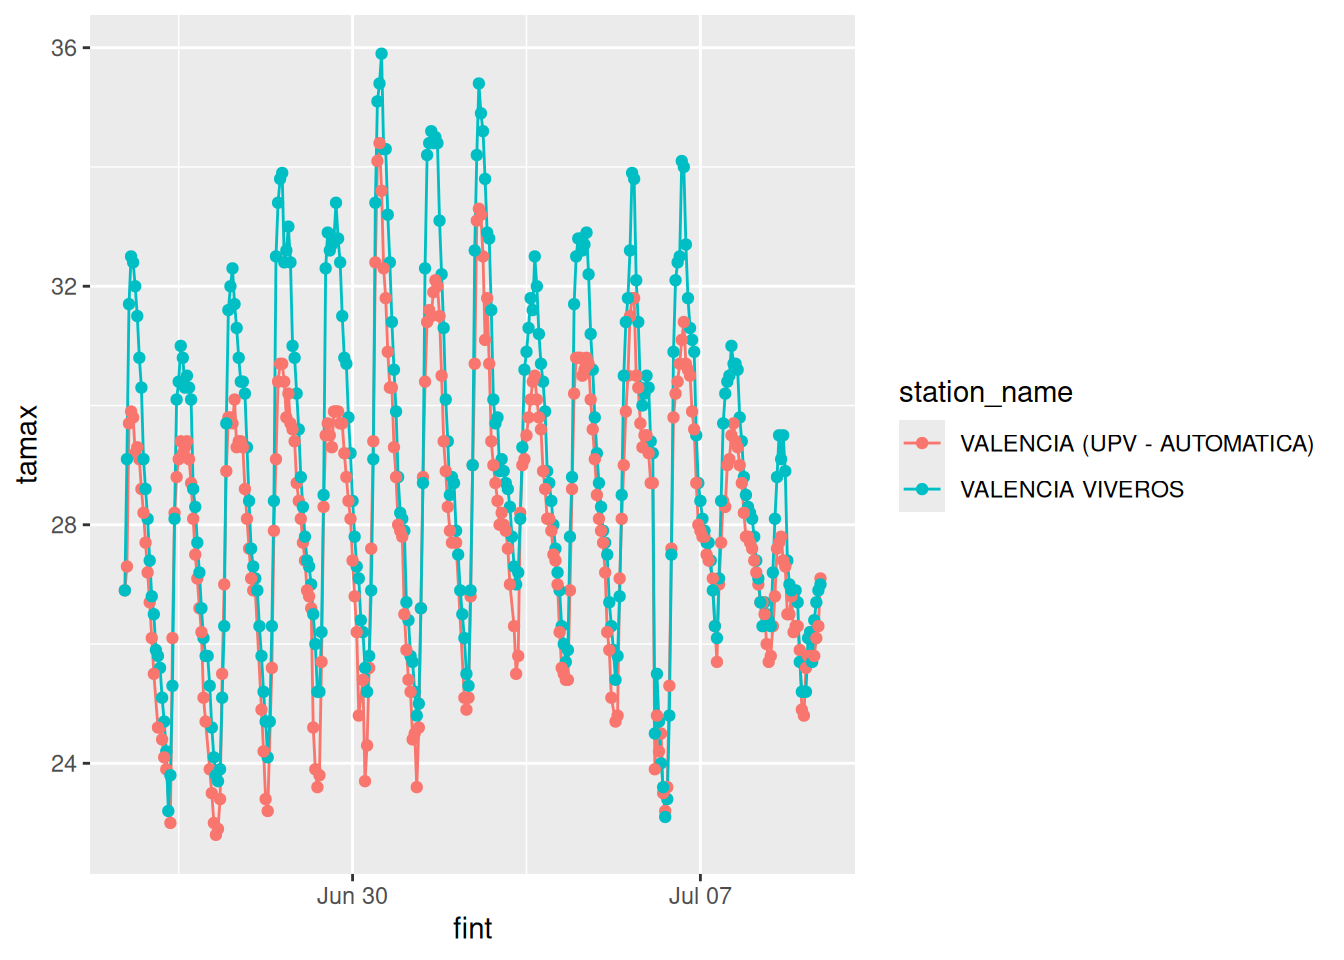 36
32
28
24
tamax
Jun 30
Jul 07
fint
station_name
VALENCIA (UPV - AUTOMATICA)
VALENCIA VIVEROS